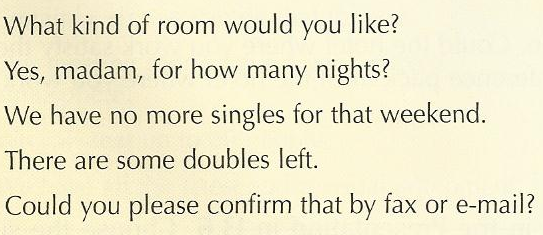 What kind of room would you like?
Yes, madam, for how many nights?
We have no more singles for that weekend.
There are some doubles left.
Could you please confirm that by fax or e-mail?